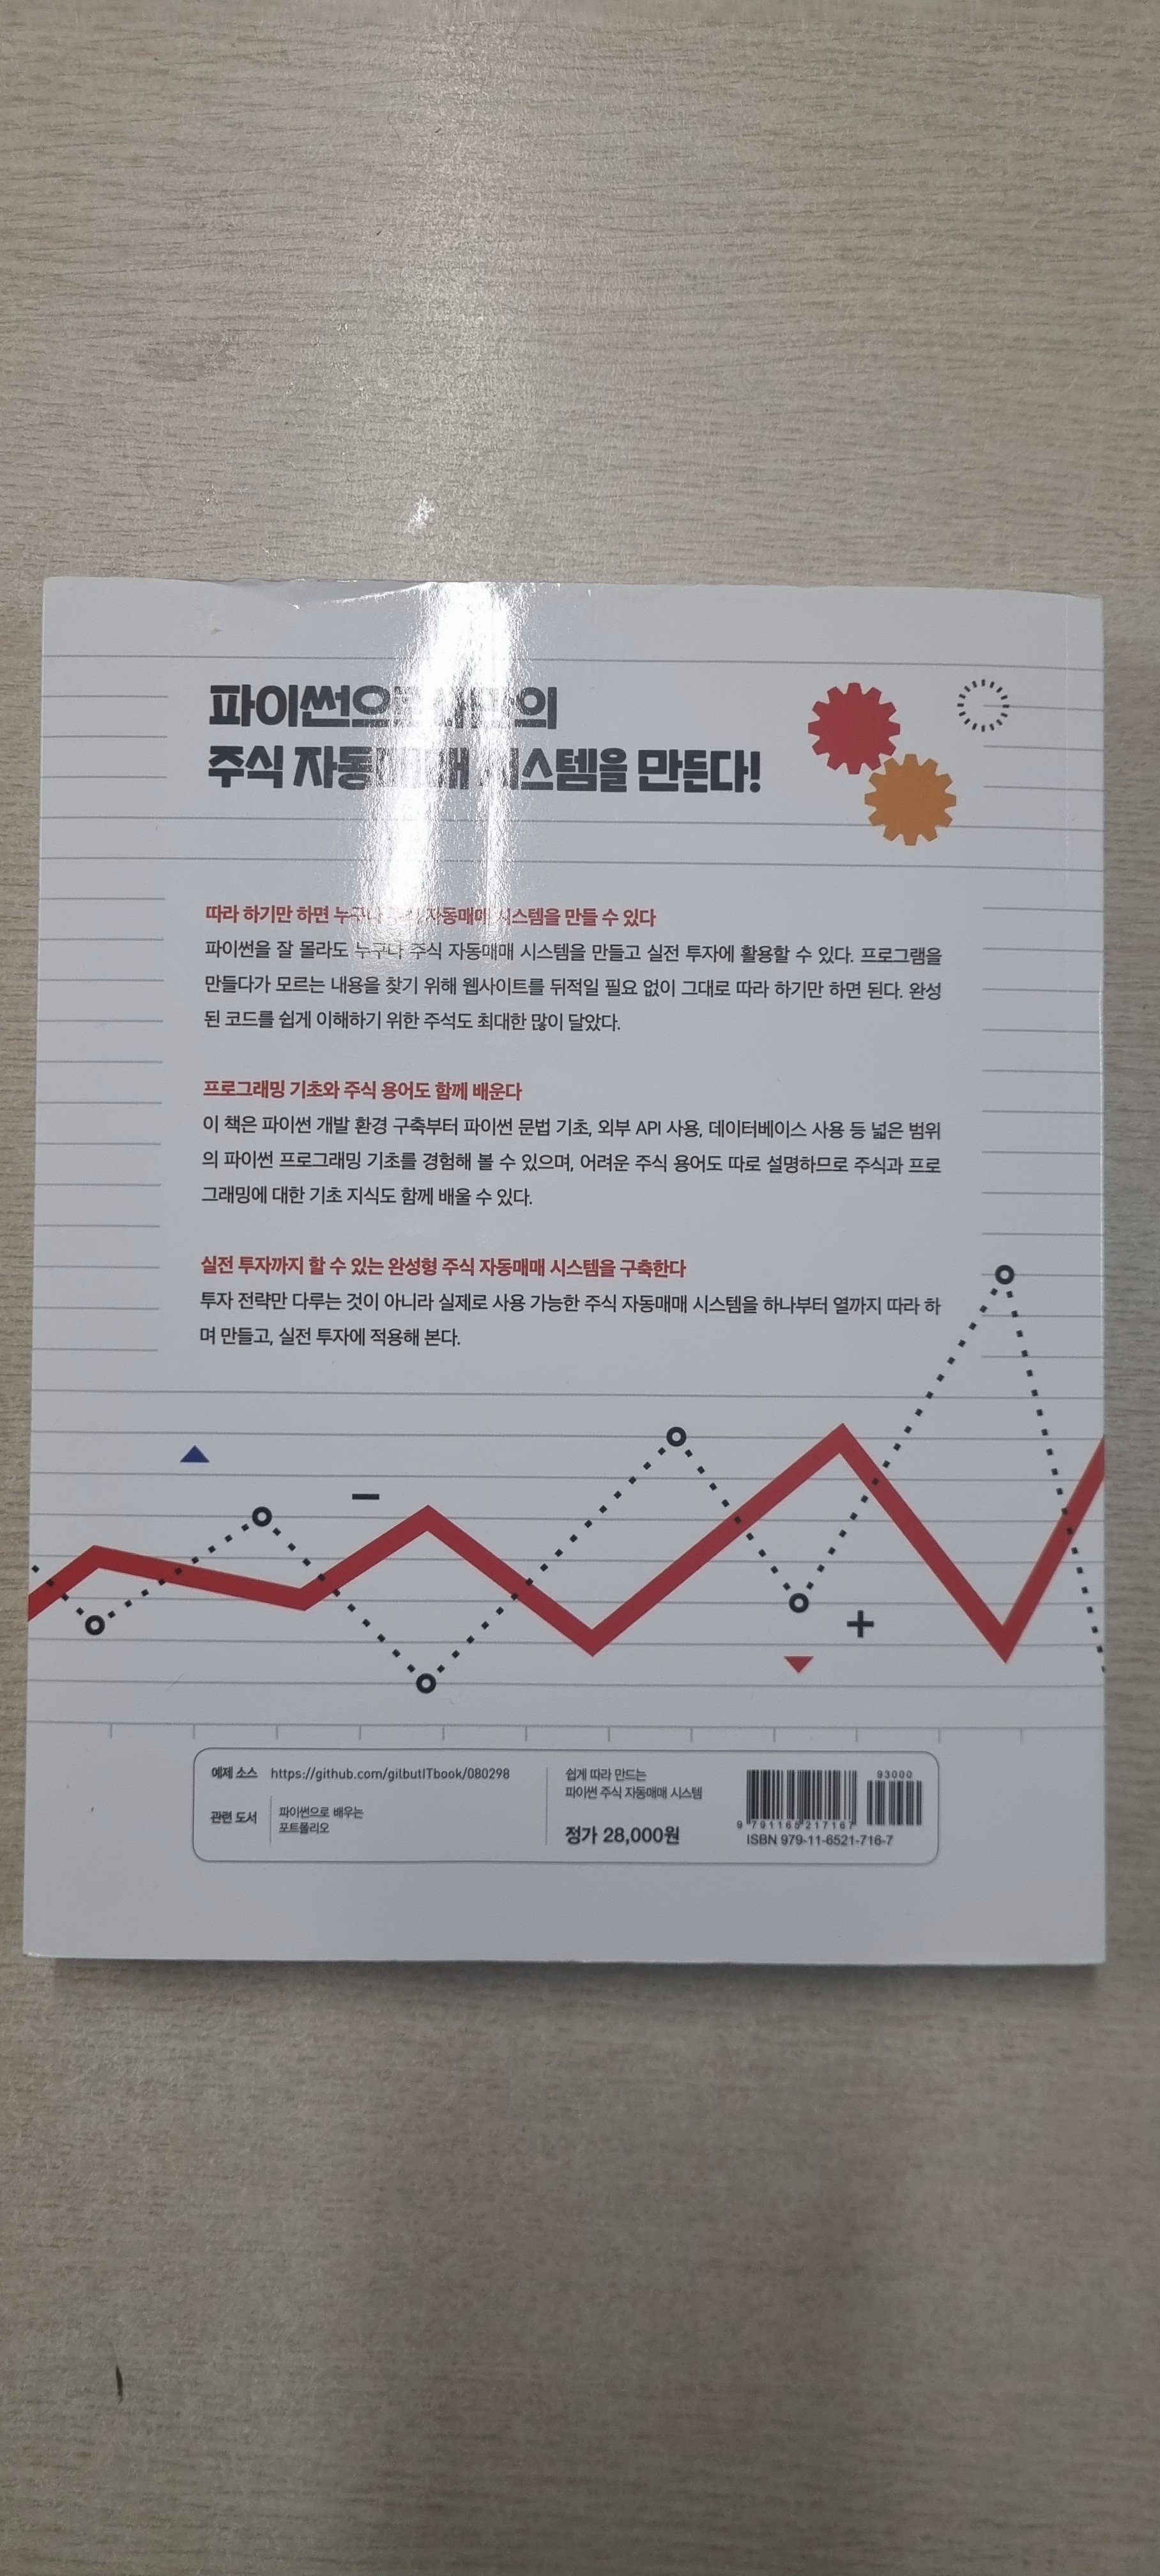 파이썬으로 나만의
주식 자동매매 시스템을 만든다!
따라 하기만 하면 누구나 주식 자동매매 시스템을 만들 수 있다
파이썬을 잘 몰라도 누구나 주식 자동매매 시스템을 만들고 실전 투자에 활용할 수 있다. 프로그램을
만들다가 모르는 내용을 찾기 위해 웹사이트를 뒤적일 필요 없이 그대로 따라 하기만 하면 된다. 완성
된 코드를 쉽게 이해하기 위한 주석도 최대한 많이 달았다.
프로그래밍 기초와 주식 용어도 함께 배운다
이 책은 파이썬 개발 환경 구축부터 파이썬 문법 기초, 외부 API 사용, 데이터베이스 사용 등 넓은 범위
의 파이썬 프로그래밍 기초를 경험해 볼 수 있으며, 어려운 주식 용어도 따로 설명하므로 주식과 프로
그래밍에 대한 기초 지식도 함께 배울 수 있다.
실전 투자까지 할 수 있는 완성형 주식 자동매매 시스템을 구축한다
투자 전략만 다루는 것이 아니라 실제로 사용 가능한 주식 자동매매 시스템을 하나부터 열까지 따라 하
며 만들고, 실전 투자에 적용해 본다.
예제 소스 https://github.com/gilbutITbook/080298
관련 도서 파이썬으로 배우는
포트폴리오
쉽게 따라 만드는
파이썬 주식 자동매매 시스템
정가 28,000원
93000
9 791165 217167
ISBN 979-11-6521-716-7